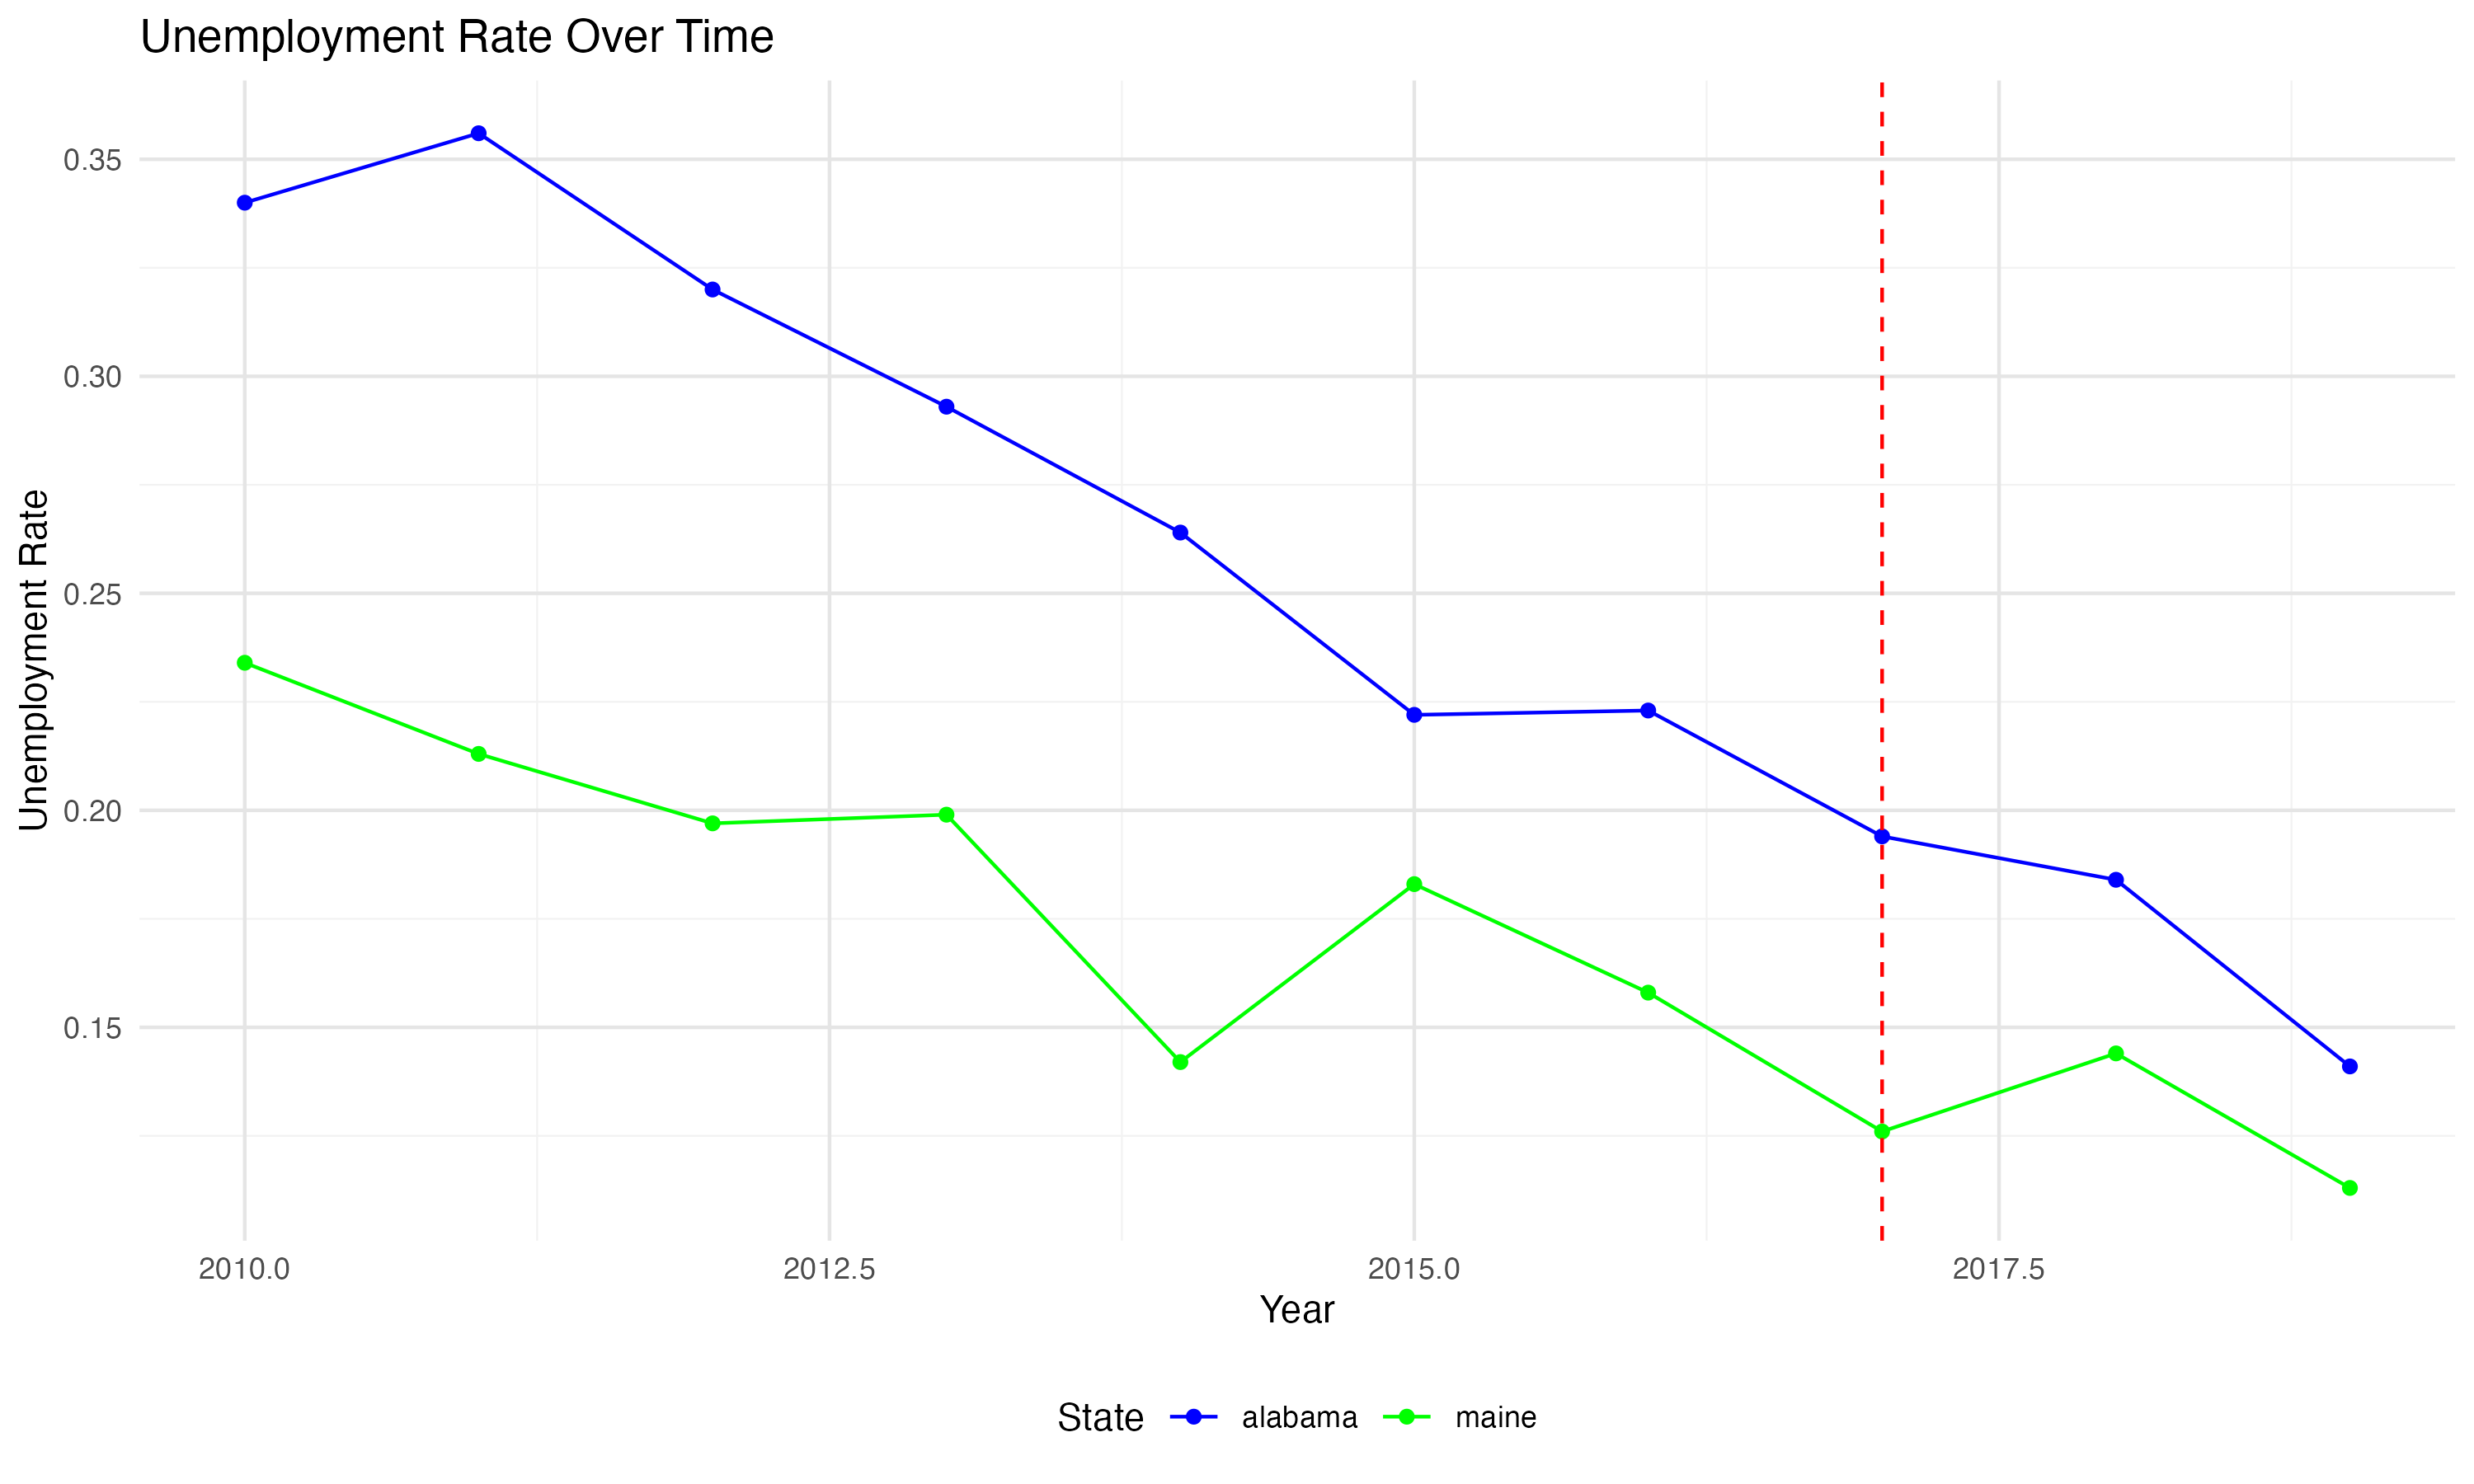 Unemployment Rate Over Time
Unemployment Rate
0.35
0.30
0.25
0.20
0.15
2010.0 2012.5 2015.0 2017.5
Year
State alabama maine